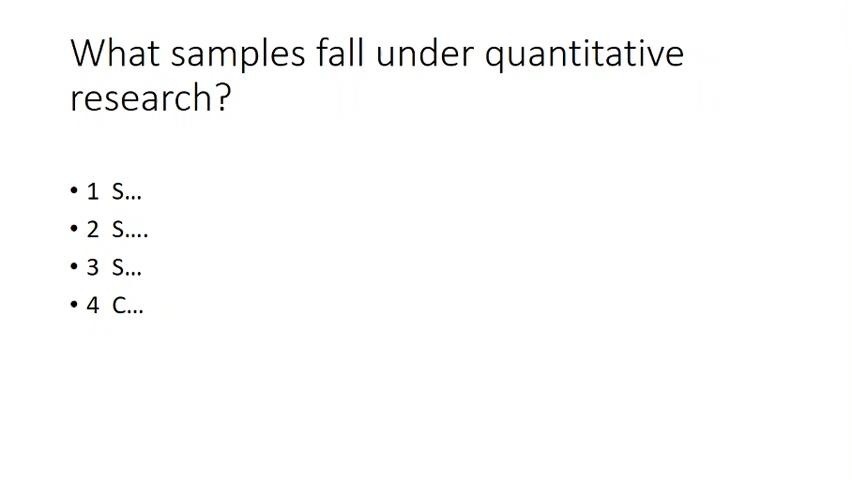 What samples fall under quantitative
research?
• 1 S...
• 2 S....
• 3 S...
• 4 C...